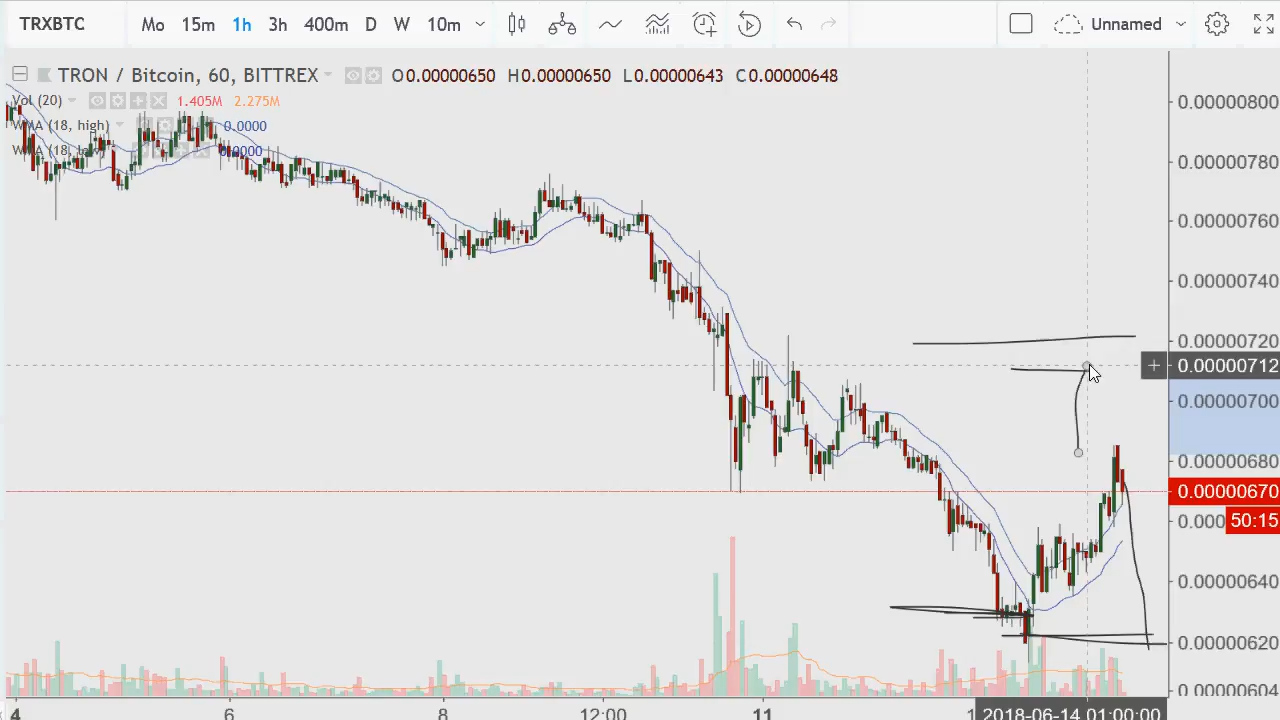 TRXBTC Mo 15m 1h 3h 400m D W 10m Unnamed
TRON / Bitcoin, 60, BITTREX O0.00000650 H0.00000650 L0.00000643 C0.00000648
Vol (20) 1.405M 2.275M
WMA (18, high) 0.0000
WMA (18, low) 0.0000
0.00000800
0.00000780
0.00000760
0.00000740
0.00000720
0.00000712
0.00000700
0.00000680
0.00000670
50:15
0.00000640
0.00000620
0.00000604
4 6 8 12:00 11 2018-06-14 01:00:00